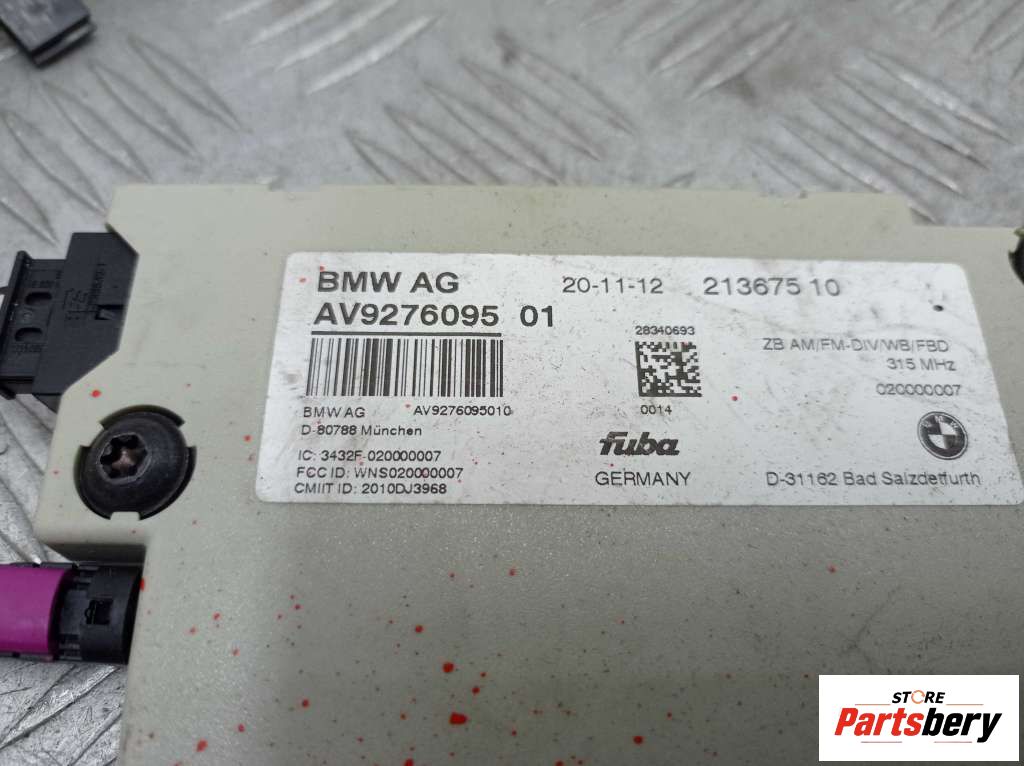 BMW AG 20-11-12 213675 10
AV9276095 01
28340693
ZB AM/FM-DIV/WB/FBD
315 MHz
020000007
0014
BMW AG AV9276095010
D-80788 München
IC: 3432F-020000007
FCC ID: WNS020000007
CMIIT ID: 2010DJ3968
fuba
GERMANY
D-31162 Bad Salzdetfurth
STORE
Partsbery